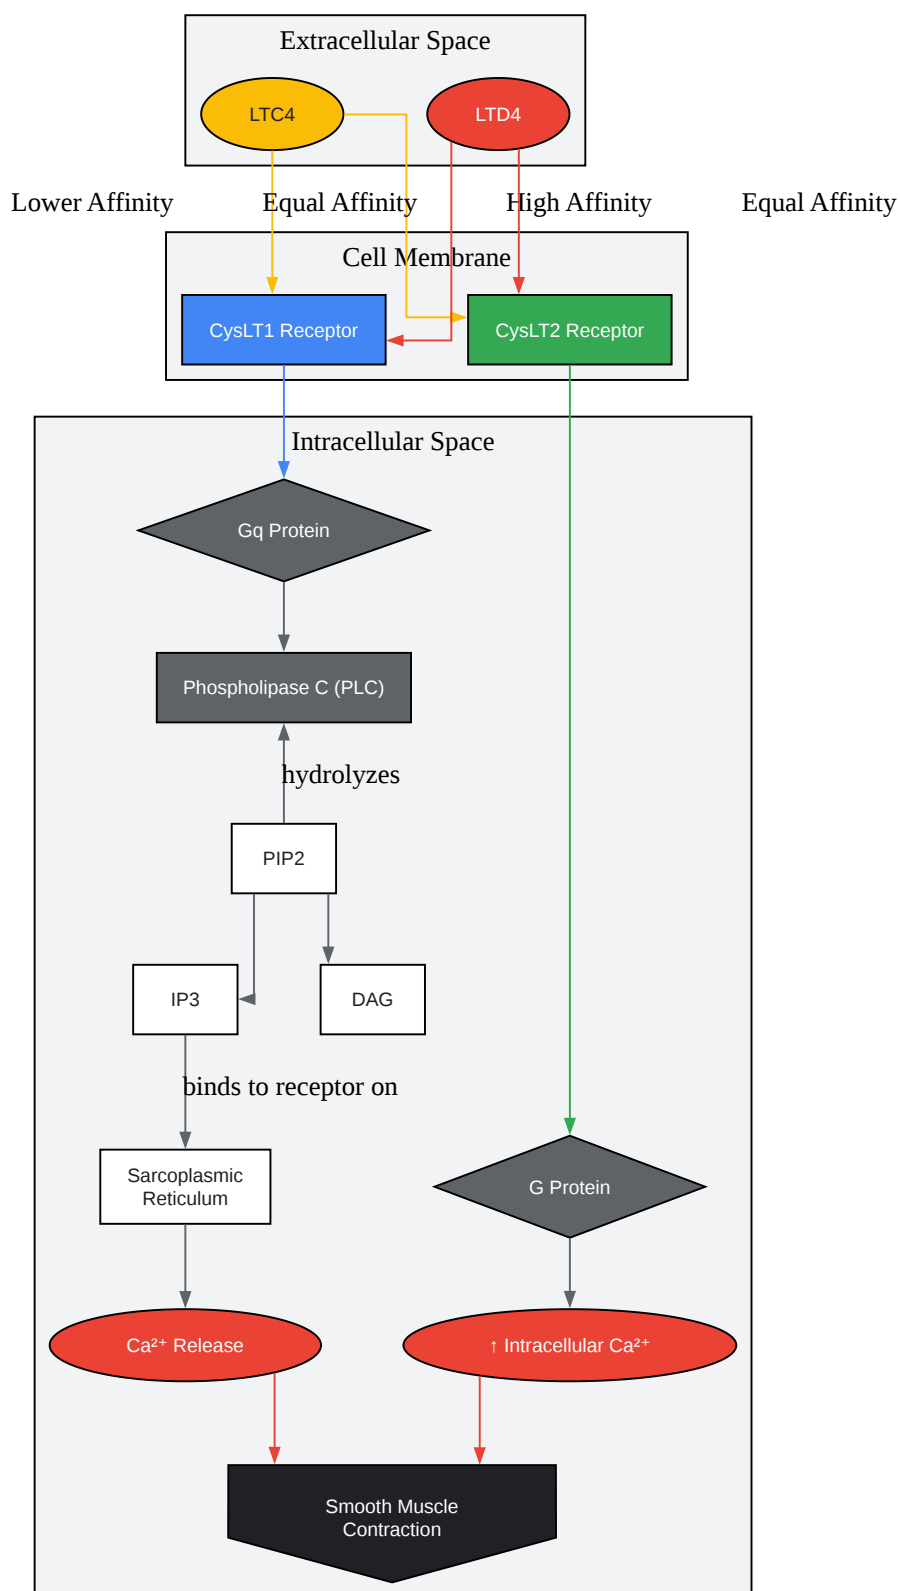 Extracellular Space
LTC4
LTD4
Lower Affinity
Equal Affinity
High Affinity
Equal Affinity
Cell Membrane
CysLT1 Receptor
CysLT2 Receptor
Intracellular Space
Gq Protein
Phospholipase C (PLC)
hydrolyzes
PIP2
IP3
DAG
binds to receptor on
Sarcoplasmic
Reticulum
G Protein
Ca²⁺ Release
↑ Intracellular Ca²⁺
Smooth Muscle
Contraction